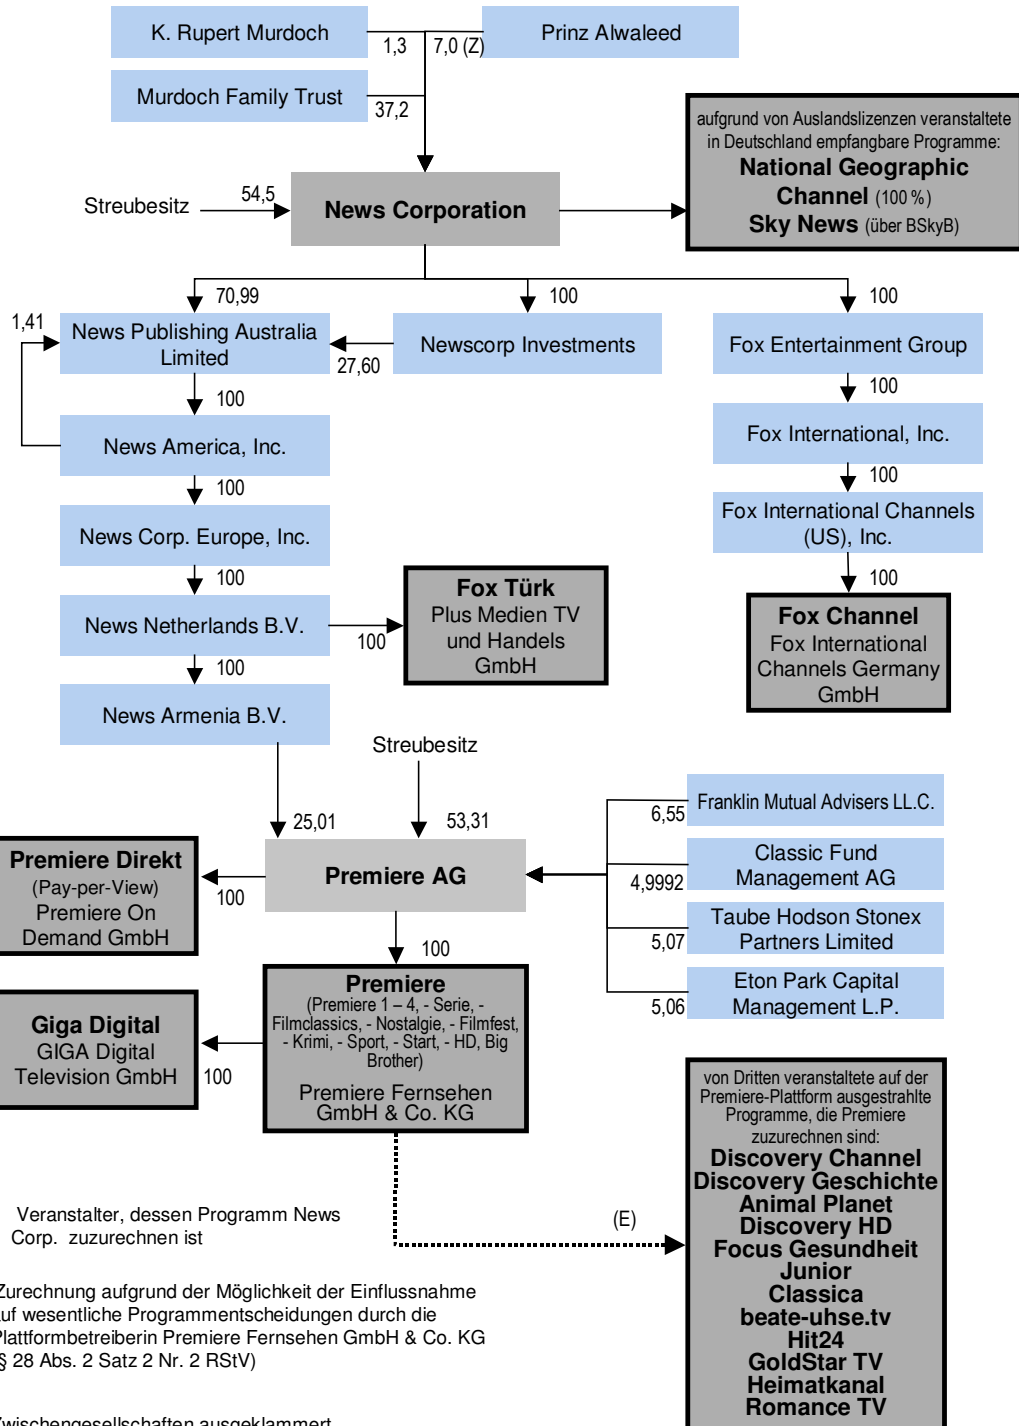 K. Rupert Murdoch
Prinz Alwaleed
1,3
7,0 (Z)
Murdoch Family Trust
37,2
aufgrund von Auslandslizenzen veranstaltete
in Deutschland empfangbare Programme:
National Geographic
Channel (100 %)
Sky News (über BSkyB)
Streubesitz
54,5
News Corporation
70,99
100
100
1,41
News Publishing Australia
Limited
27,60
Newscorp Investments
Fox Entertainment Group
100
100
News America, Inc.
Fox International, Inc.
100
100
News Corp. Europe, Inc.
Fox International Channels
(US), Inc.
100
100
News Netherlands B.V.
100
Fox Türk
Plus Medien TV
und Handels
GmbH
Fox Channel
Fox International
Channels Germany
GmbH
100
News Armenia B.V.
Streubesitz
25,01
53,31
Franklin Mutual Advisers LL.C.
6,55
Classic Fund
Management AG
4,9992
Taube Hodson Stonex
Partners Limited
5,07
Eton Park Capital
Management L.P.
5,06
Premiere AG
Premiere Direkt
(Pay-per-View)
Premiere On
Demand GmbH
100
100
Premiere
(Premiere 1 – 4, - Serie, -
Filmclassics, - Nostalgie, - Filmfest,
- Krimi, - Sport, - Start, - HD, Big
Brother)
Premiere Fernsehen
GmbH & Co. KG
Giga Digital
GIGA Digital
Television GmbH
100
(E)
von Dritten veranstaltete auf der
Premiere-Plattform ausgestrahlte
Programme, die Premiere
zuzurechnen sind:
Discovery Channel
Discovery Geschichte
Animal Planet
Discovery HD
Focus Gesundheit
Junior
Classica
beate-uhse.tv
Hit24
GoldStar TV
Heimatkanal
Romance TV
Veranstalter, dessen Programm News
Corp. zuzurechnen ist
Zurechnung aufgrund der Möglichkeit der Einflussnahme
auf wesentliche Programmentscheidungen durch die
Plattformbetreiberin Premiere Fernsehen GmbH & Co. KG
§ 28 Abs. 2 Satz 2 Nr. 2 RStV)
Zwischengesellschaften ausgeklammert